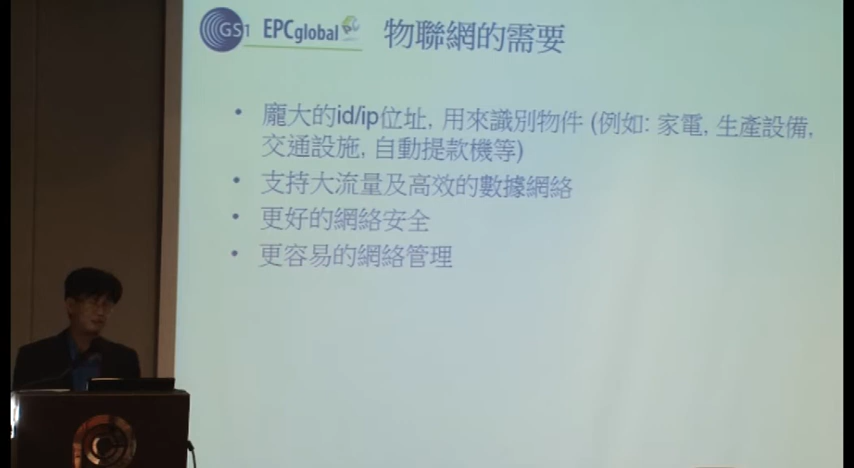 GS1 EPCglobal 物聯網的需要
• 龐大的id/ip位址, 用來識別物件 (例如: 家電, 生產設備,
交通設施, 自動提款機等)
• 支持大流量及高效的數據網絡
• 更好的網絡安全
• 更容易的網絡管理